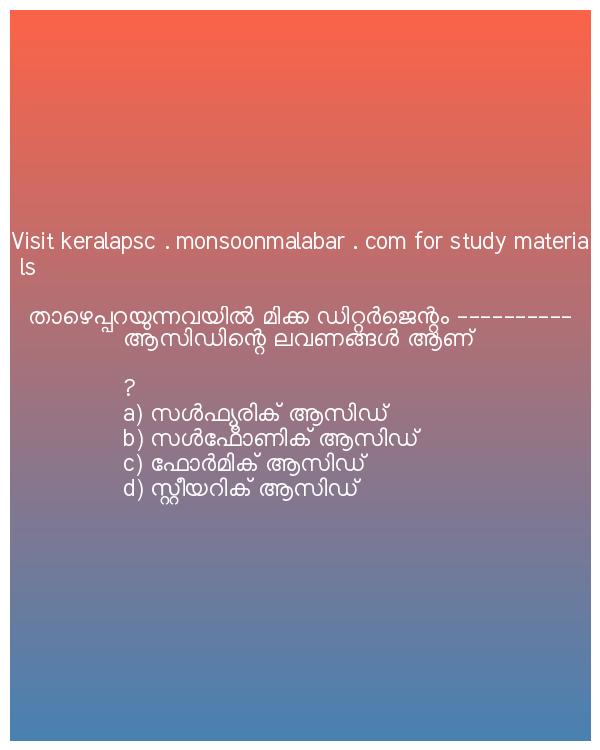 Visit keralapsc . monsoonmalabar . com for study materia
ls
താഴെപ്പറയുന്നവയിൽ മിക്ക ഡിറ്റർജെന്റും ----------
ആസിഡിന്റെ ലവണങ്ങൾ ആണ്
?
a) സൾഫ്യൂരിക് ആസിഡ്
b) സൾഫോണിക് ആസിഡ്
c) ഫോർമിക് ആസിഡ്
d) സ്റ്റീയറിക് ആസിഡ്